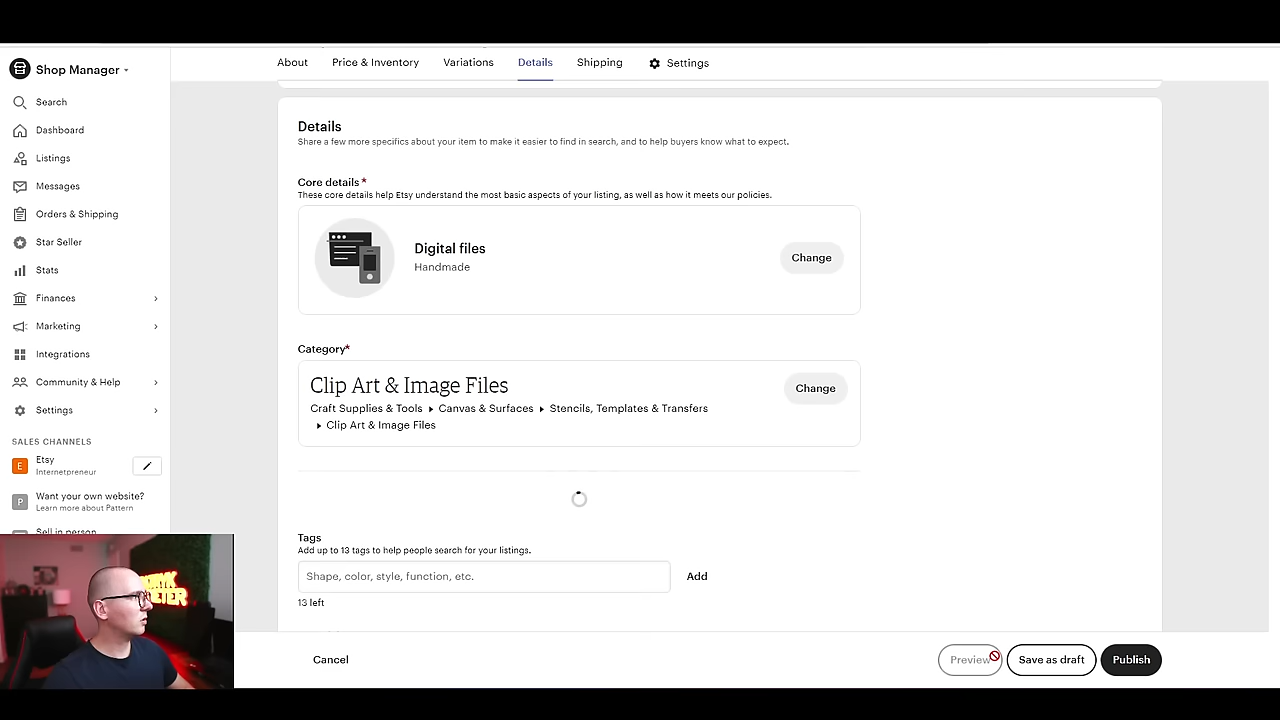 Shop Manager
About
Price & Inventory
Variations
Details
Shipping
Settings
Search
Dashboard
Listings
Messages
Orders & Shipping
Star Seller
Stats
Finances
Marketing
Integrations
Community & Help
Settings
SALES CHANNELS
E
Etsy
Internetpreneur
P
Want your own website?
Learn more about Pattern
Sell in person
Details
Share a few more specifics about your item to make it easier to find in search, and to help buyers know what to expect.
Core details *
These core details help Etsy understand the most basic aspects of your listing, as well as how it meets our policies.
Digital files
Handmade
Change
Category*
Clip Art & Image Files
Change
Craft Supplies & Tools ▸ Canvas & Surfaces ▸ Stencils, Templates & Transfers
▸ Clip Art & Image Files
Tags
Add up to 13 tags to help people search for your listings.
Shape, color, style, function, etc.
Add
13 left
Cancel
Preview
Save as draft
Publish